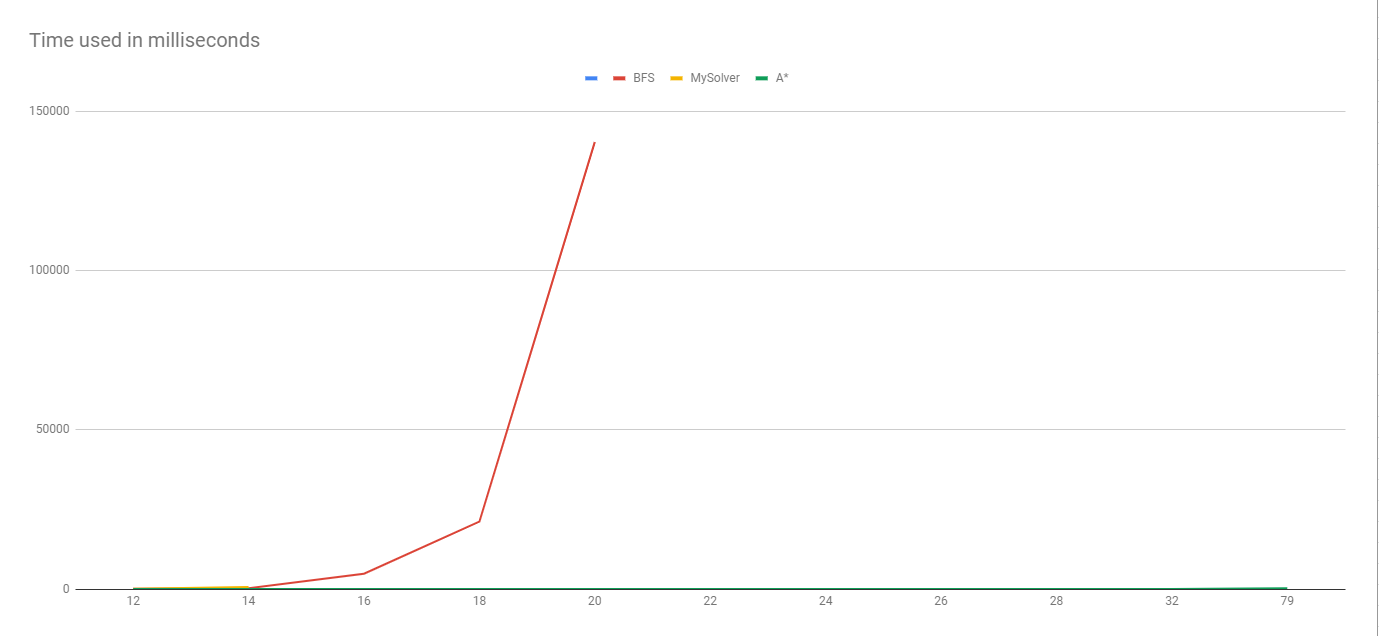 Time used in milliseconds
BFS MySolver A*
150000
100000
50000
0
12 14 16 18 20 22 24 26 28 32 79